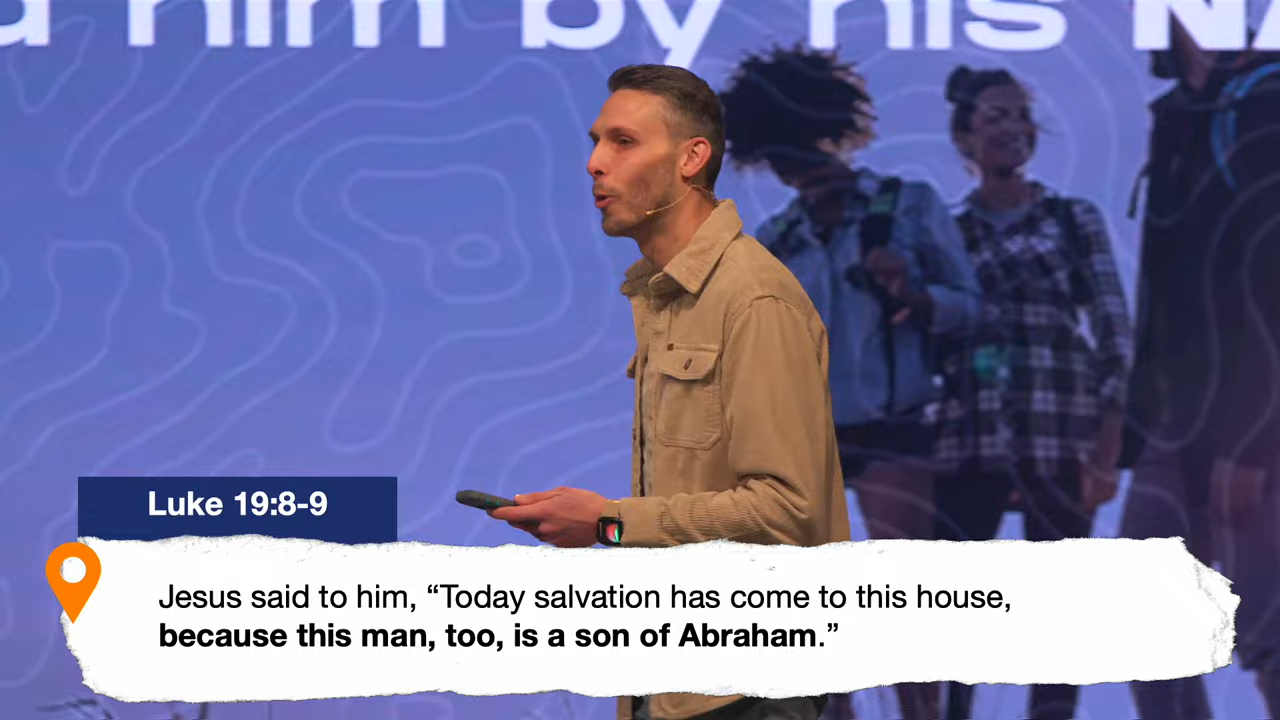 him by his
Luke 19:8-9
Jesus said to him, “Today salvation has come to this house,
because this man, too, is a son of Abraham.”